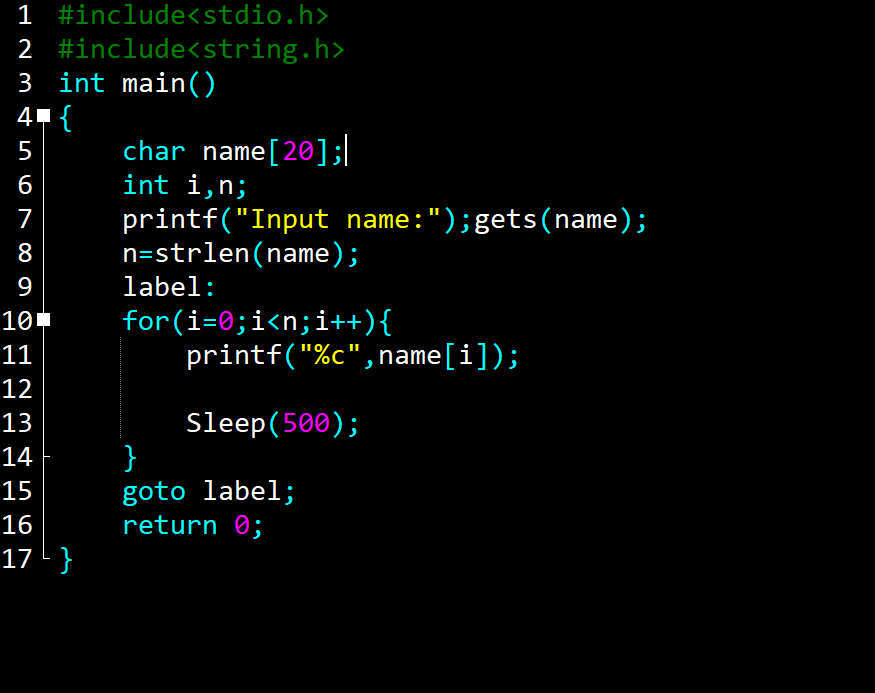 1 #include<stdio.h>
2 #include<string.h>
3 int main()
4 {
5     char name[20];
6     int i,n;
7     printf("Input name:");gets(name);
8     n=strlen(name);
9     label:
10     for(i=0;i<n;i++){
11         printf("%c",name[i]);
12
13         Sleep(500);
14     }
15     goto label;
16     return 0;
17 }